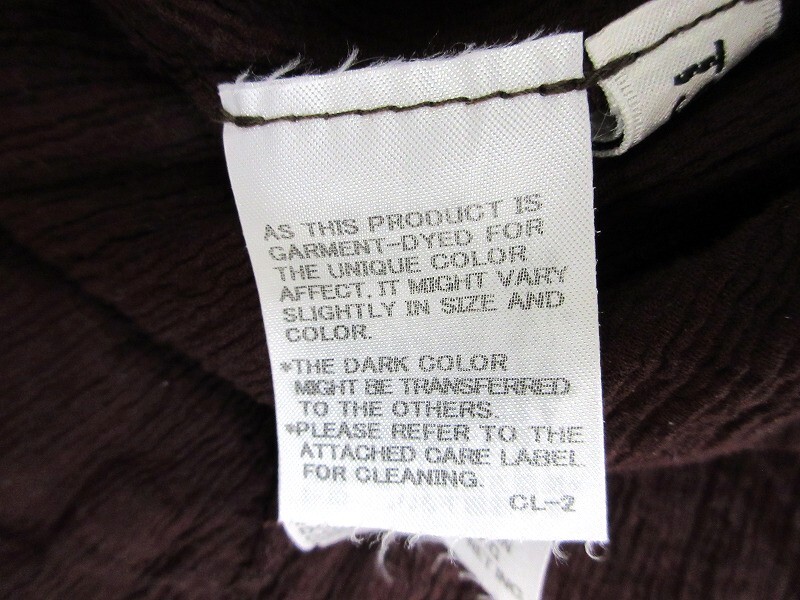 AS THIS PRODUCT IS
GARMENT-DYED FOR
THE UNIQUE COLOR
AFFECT. IT MIGHT VARY
SLIGHTLY IN SIZE AND
COLOR.
*THE DARK COLOR
MIGHT BE TRANSFERRED
TO THE OTHERS.
*PLEASE REFER TO THE
ATTACHED CARE LABEL
FOR CLEANING.
CL-2